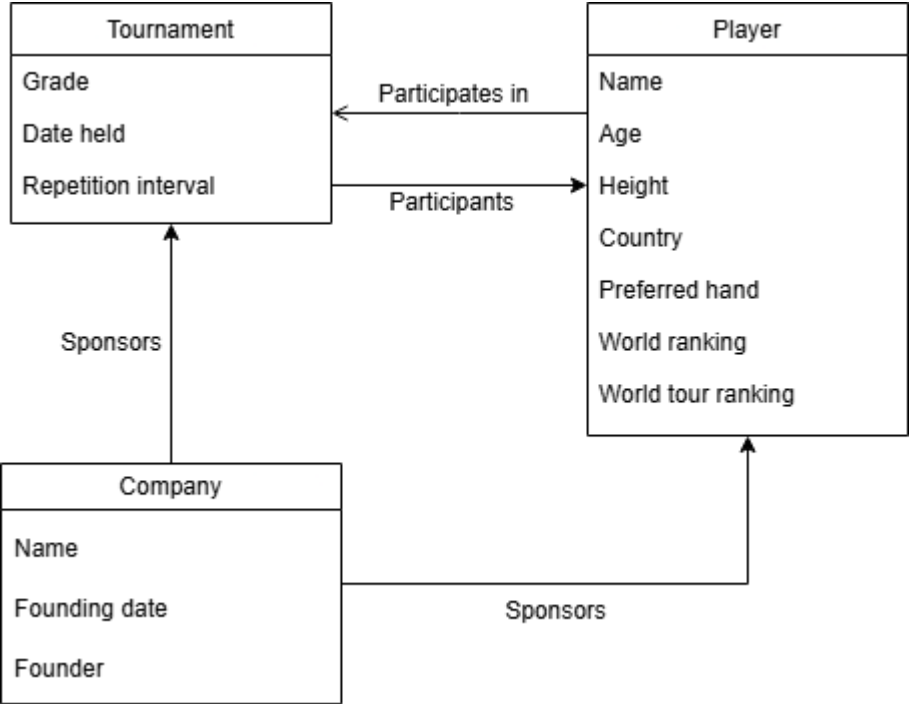 Tournament
Grade
Date held
Repetition interval
Participates in
Participants
Player
Name
Age
Height
Country
Preferred hand
World ranking
World tour ranking
Sponsors
Company
Name
Founding date
Founder
Sponsors